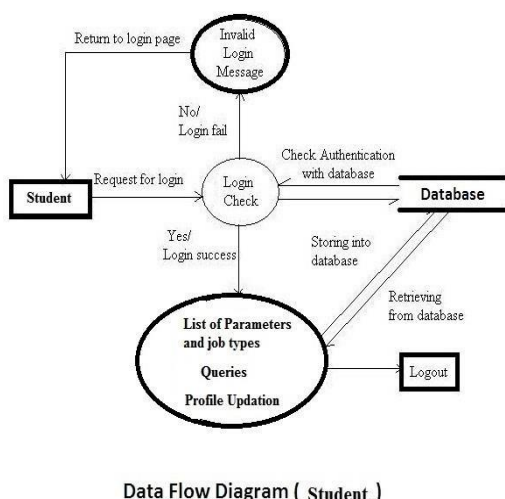 Return to login page
Invalid
Login
Message
No/
Login fail
Check Authentication
with database
Student
Request for login
Login
Check
Database
Yes/
Login success
Storing into
database
Retrieving
from database
List of Parameters
and job types
Queries
Profile Updation
Logout
Data Flow Diagram ( Student )